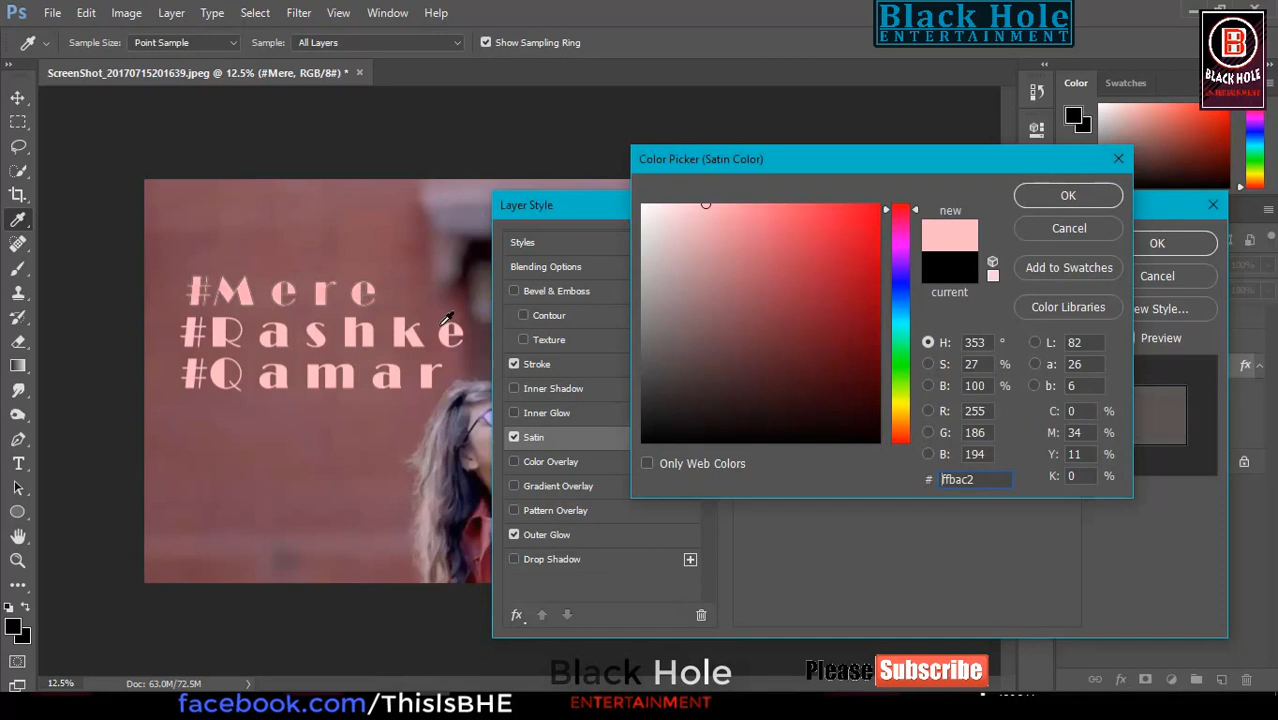 Ps File Edit Image Layer Type Select Filter View Window Help
Black Hole
ENTERTAINMENT
B
BLACK HOLE
ENTERTAINMENT
Sample Size: Point Sample Sample: All Layers Show Sampling Ring
ScreenShot_20170715201639.jpeg @ 12.5% (#Mere, RGB/8#) * ×
Color Swatches
#Mere
#Rashke
#Qamar
Layer Style
Styles
Blending Options
Bevel & Emboss
Contour
Texture
Stroke
Inner Shadow
Inner Glow
Satin
Color Overlay
Gradient Overlay
Pattern Overlay
Outer Glow
Drop Shadow
fx
Color Picker (Satin Color)
new
current
OK
Cancel
Add to Swatches
Color Libraries
H: 353 °
S: 27 %
B: 100 %
R: 255
G: 186
B: 194
# ffbac2
L: 82
a: 26
b: 6
C: 0 %
M: 34 %
Y: 11 %
K: 0 %
Only Web Colors
OK
Cancel
ew Style...
Preview
fx
12.5% Doc: 63.0M/72.5M
Black Hole
ENTERTAINMENT
Please Subscribe
facebook.com/ThisIsBHE